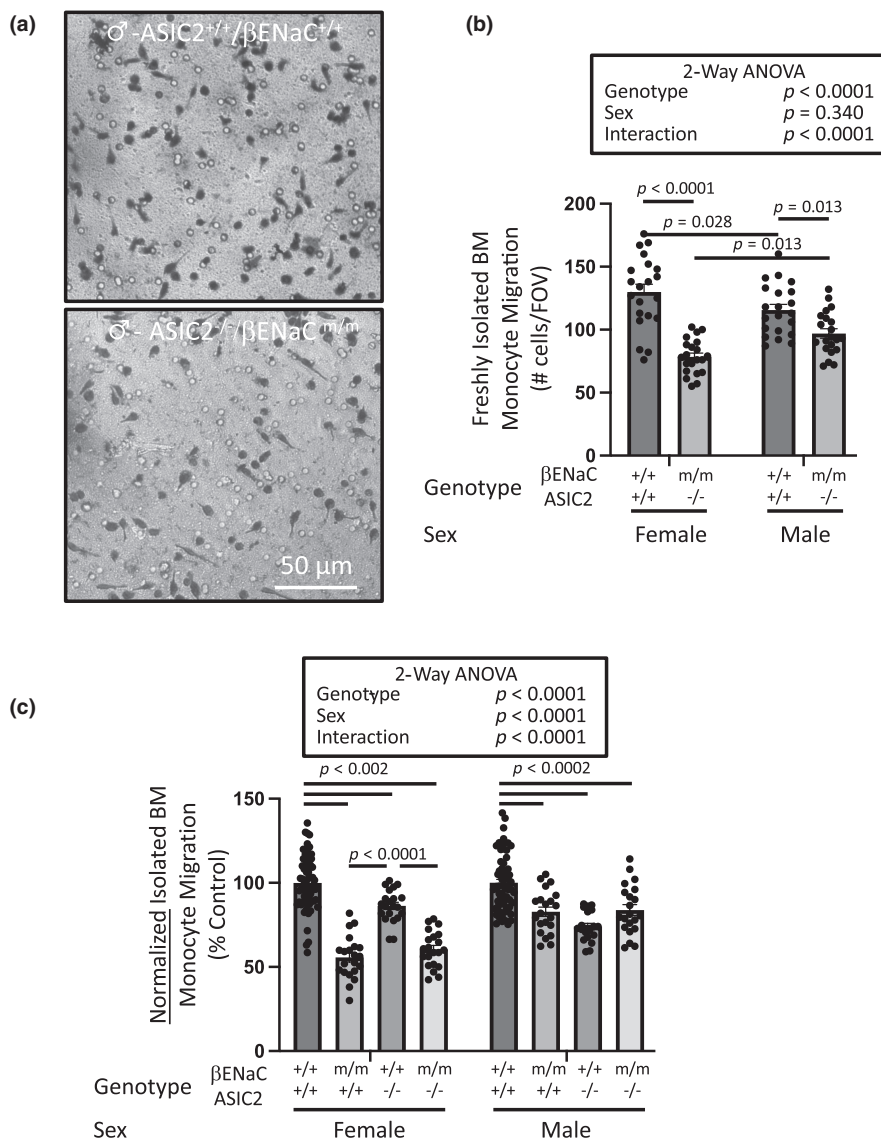 (a)
♂-ASIC2+/+/βENaC+/+
♂- ASIC2-/-/βENaC m/m
50 μm
(b)
2-Way ANOVA
Genotype p < 0.0001
Sex p = 0.340
Interaction p < 0.0001
Freshly Isolated BM
Monocyte Migration
(# cells/FOV)
200
150
100
50
0
p < 0.0001
p = 0.028
p = 0.013
p = 0.013
Genotype
βENaC +/+ m/m +/+ m/m
ASIC2 +/+ -/- +/+ -/-
Sex Female Male
(c)
2-Way ANOVA
Genotype p < 0.0001
Sex p < 0.0001
Interaction p < 0.0001
Normalized Isolated BM
Monocyte Migration
(% Control)
150
100
50
0
p < 0.002
p < 0.0001
p < 0.0002
Genotype
βENaC +/+ m/m +/+ m/m +/+ m/m +/+ m/m
ASIC2 +/+ +/+ -/- -/- +/+ +/+ -/- -/-
Sex Female Male